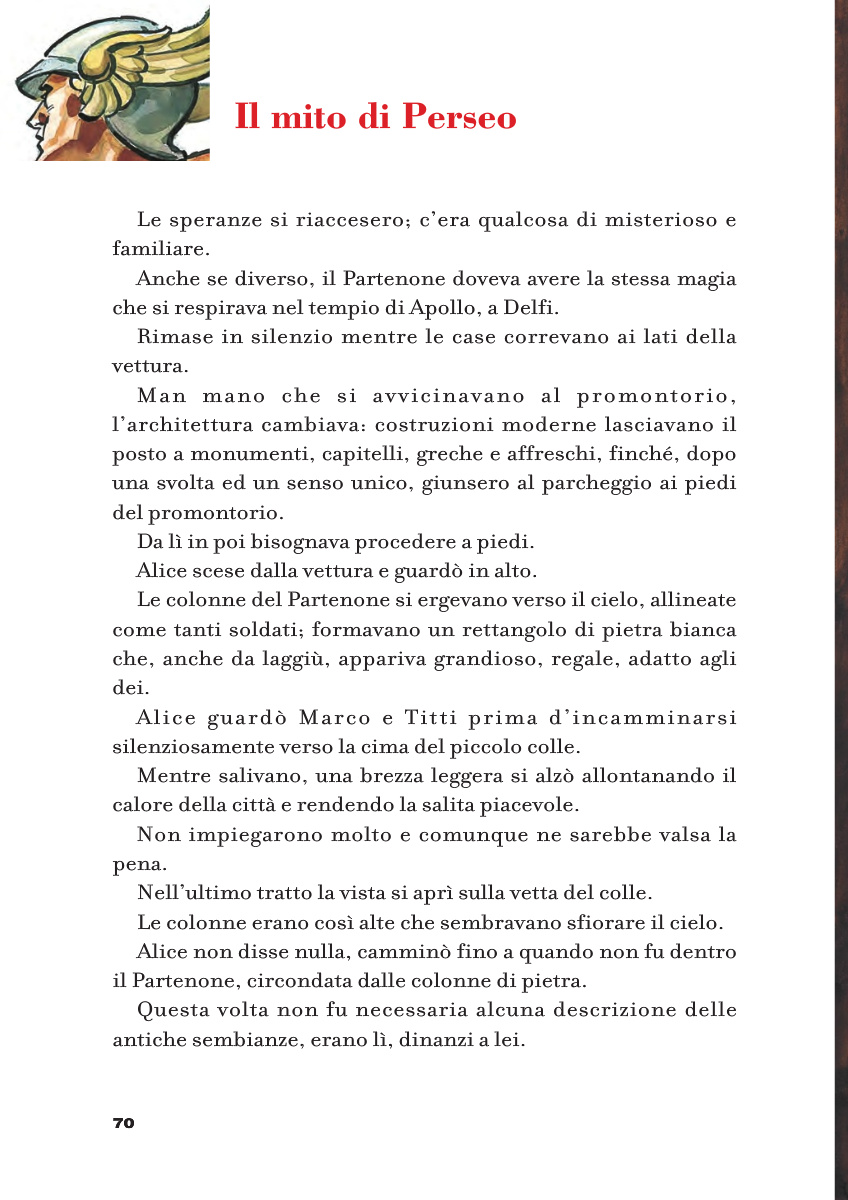 Il mito di Perseo
Le speranze si riaccesero; c’era qualcosa di misterioso e
familiare.
Anche se diverso, il Partenone doveva avere la stessa magia
che si respirava nel tempio di Apollo, a Delfi.
Rimase in silenzio mentre le case correvano ai lati della
vettura.
Man mano che si avvicinavano al promontorio,
l’architettura cambiava: costruzioni moderne lasciavano il
posto a monumenti, capitelli, greche e affreschi, finché, dopo
una svolta ed un senso unico, giunsero al parcheggio ai piedi
del promontorio.
Da lì in poi bisognava procedere a piedi.
Alice scese dalla vettura e guardò in alto.
Le colonne del Partenone si ergevano verso il cielo, allineate
come tanti soldati; formavano un rettangolo di pietra bianca
che, anche da laggiù, appariva grandioso, regale, adatto agli
dei.
Alice guardò Marco e Titti prima d’incamminarsi
silenziosamente verso la cima del piccolo colle.
Mentre salivano, una brezza leggera si alzò allontanando il
calore della città e rendendo la salita piacevole.
Non impiegarono molto e comunque ne sarebbe valsa la
pena.
Nell’ultimo tratto la vista si aprì sulla vetta del colle.
Le colonne erano così alte che sembravano sfiorare il cielo.
Alice non disse nulla, camminò fino a quando non fu dentro
il Partenone, circondata dalle colonne di pietra.
Questa volta non fu necessaria alcuna descrizione delle
antiche sembianze, erano lì, dinanzi a lei.
70